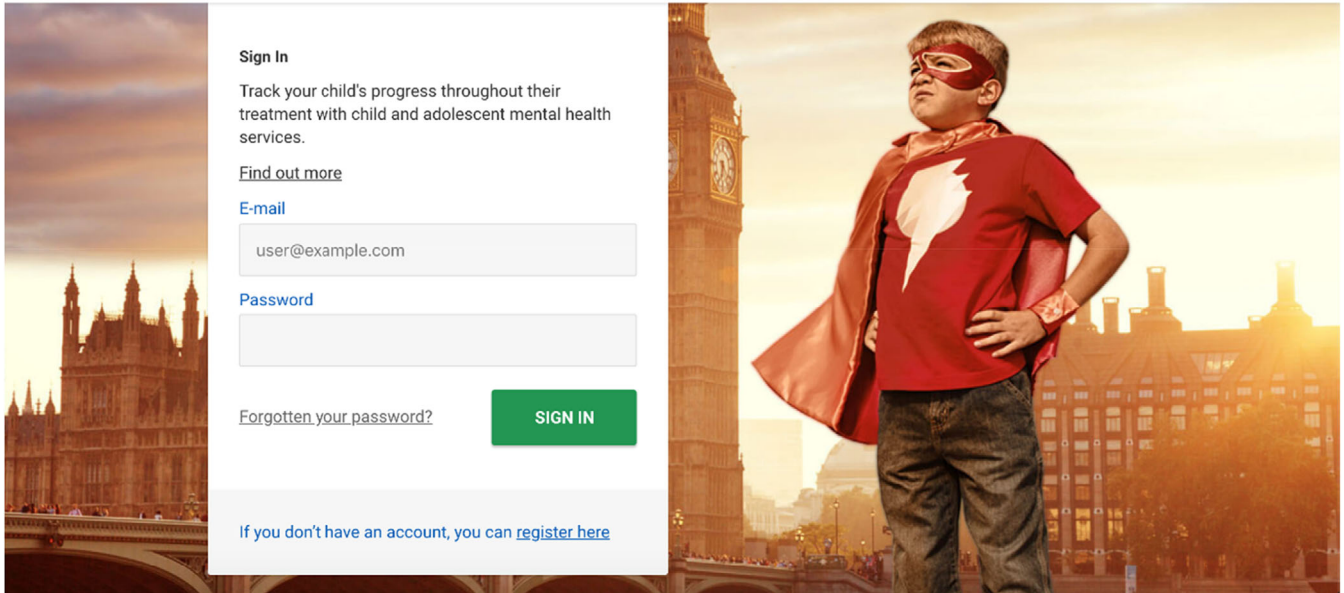 Sign In
Track your child's progress throughout their
treatment with child and adolescent mental health
services.
Find out more
E-mail
user@example.com
Password
Forgotten your password?
SIGN IN
If you don't have an account, you can register here